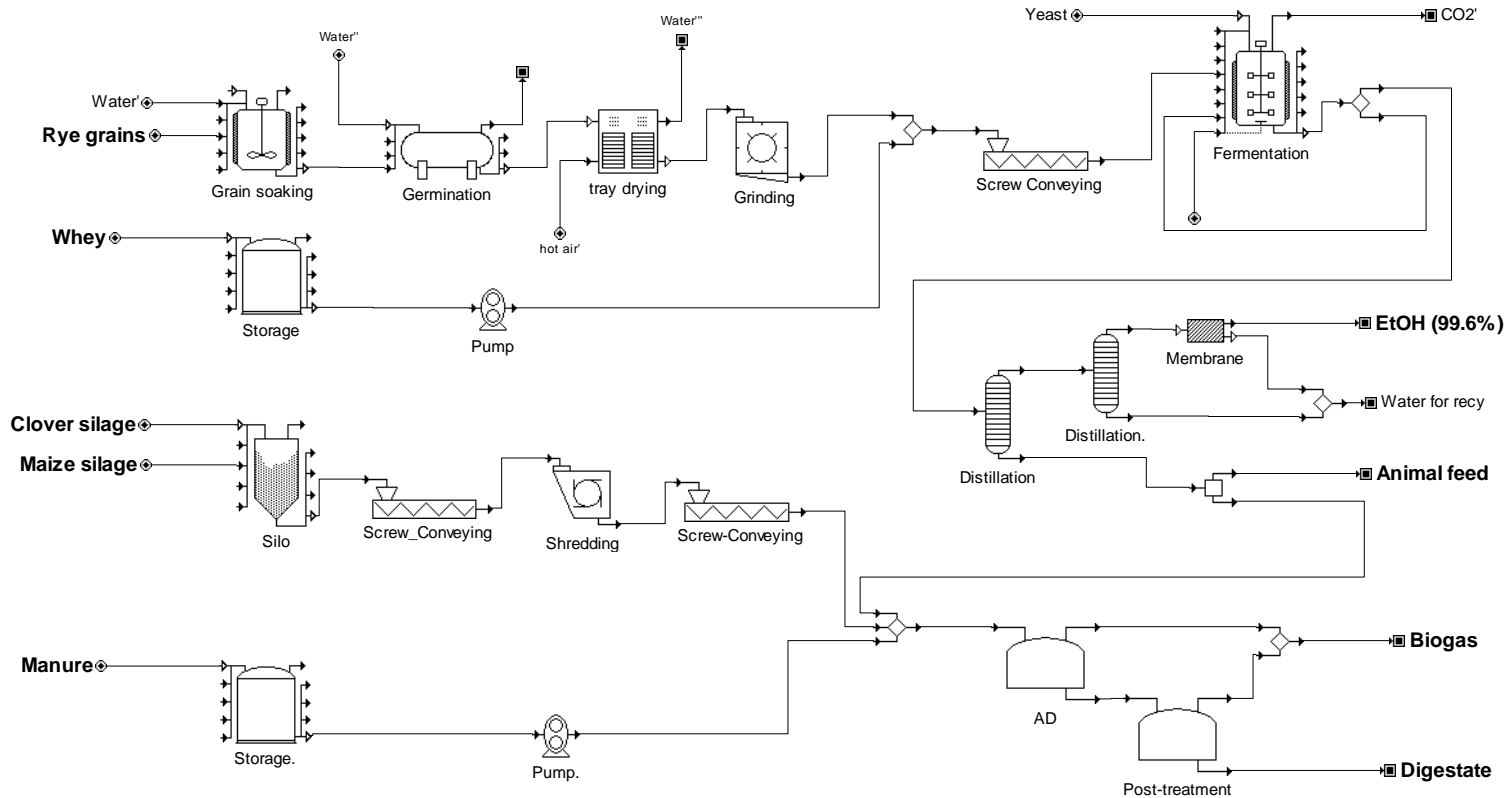 Yeast
CO2'
Water''
Water'''
Water'
Rye grains
Grain soaking
Germination
tray drying
Grinding
Screw Conveying
Fermentation
hot air'
Whey
Storage
Pump
EtOH (99.6%)
Membrane
Water for recy
Distillation.
Distillation
Animal feed
Clover silage
Maize silage
Silo
Screw_Conveying
Shredding
Screw-Conveying
Manure
Storage.
Pump.
AD
Biogas
Post-treatment
Digestate